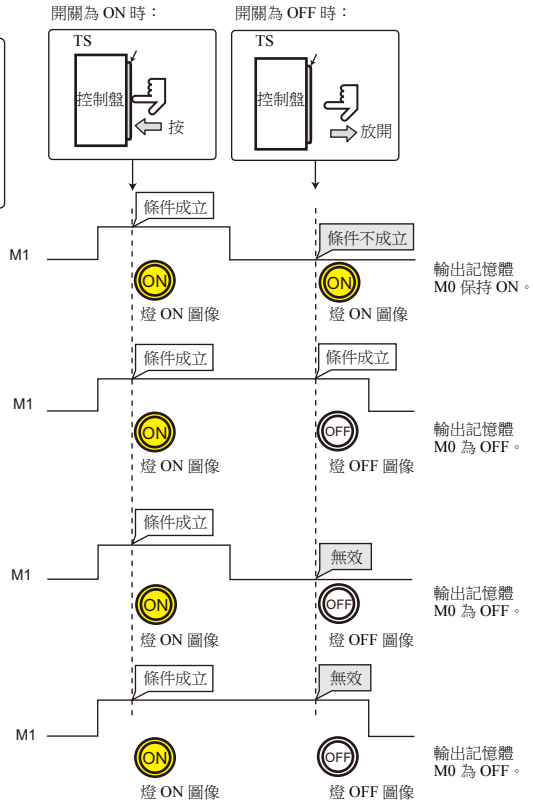 開關為 ON 時：
開關為 OFF 時：
TS
控制盤
按
TS
控制盤
放開
條件成立
條件不成立
M1
ON
ON
燈 ON 圖像
燈 ON 圖像
輸出記憶體
M0 保持 ON。
條件成立
條件成立
M1
ON
OFF
燈 ON 圖像
燈 OFF 圖像
輸出記憶體
M0 為 OFF。
條件成立
無效
M1
ON
OFF
燈 ON 圖像
燈 OFF 圖像
輸出記憶體
M0 為 OFF。
條件成立
無效
M1
ON
OFF
燈 ON 圖像
燈 OFF 圖像
輸出記憶體
M0 為 OFF。